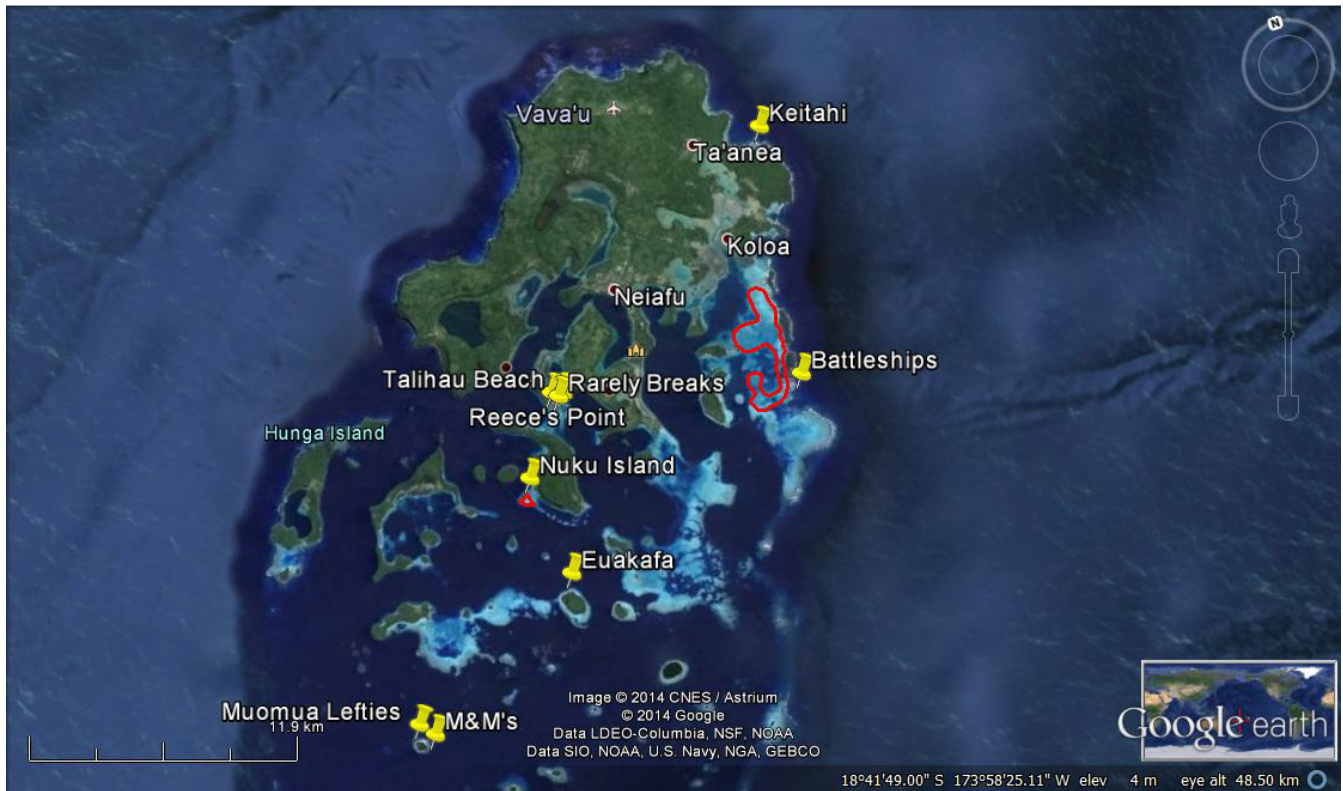 N
Vava'u
Keitahi
Ta'anea
Koloa
Neiafu
Battleships
Talihau Beach
Rarely Breaks
Reece's Point
Hunga Island
Nuku Island
Euakafa
Muomua Lefties
M&M's
11.9 km
Image © 2014 CNES / Astrium
© 2014 Google
Data LDEO-Columbia, NSF, NOAA
Data SIO, NOAA, U.S. Navy, NGA, GEBCO
Google earth
18°41'49.00" S 173°58'25.11" W elev 4 m eye alt 48.50 km